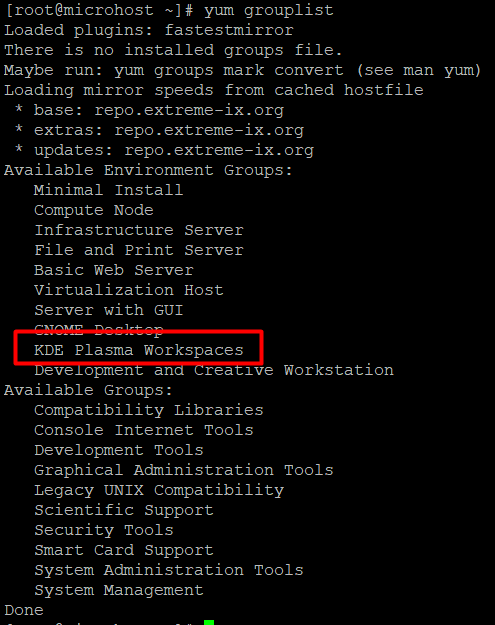 [root@microhost ~]# yum grouplist
Loaded plugins: fastestmirror
There is no installed groups file.
Maybe run: yum groups mark convert (see man yum)
Loading mirror speeds from cached hostfile
 * base: repo.extreme-ix.org
 * extras: repo.extreme-ix.org
 * updates: repo.extreme-ix.org
Available Environment Groups:
   Minimal Install
   Compute Node
   Infrastructure Server
   File and Print Server
   Basic Web Server
   Virtualization Host
   Server with GUI
   GNOME Desktop
   KDE Plasma Workspaces
   Development and Creative Workstation
Available Groups:
   Compatibility Libraries
   Console Internet Tools
   Development Tools
   Graphical Administration Tools
   Legacy UNIX Compatibility
   Scientific Support
   Security Tools
   Smart Card Support
   System Administration Tools
   System Management
Done